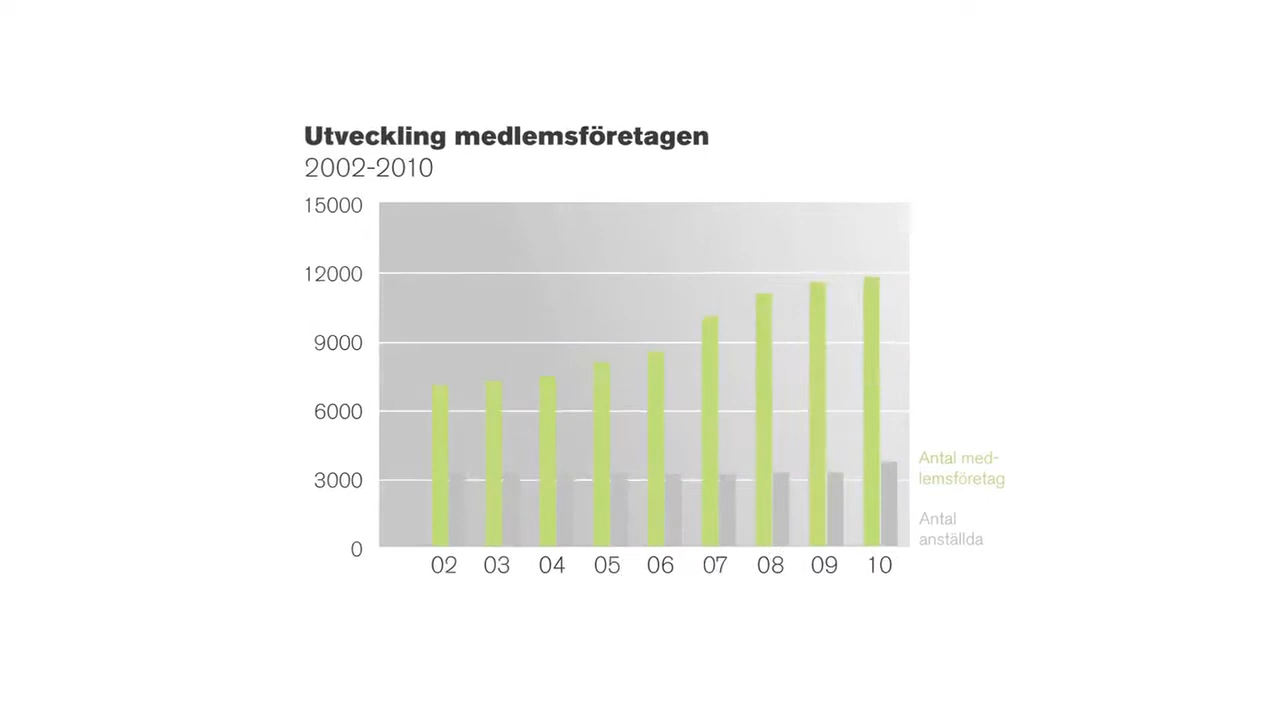 Utveckling medlemsföretagen
2002-2010
15000
12000
9000
6000
3000
0
02 03 04 05 06 07 08 09 10
Antal med-
lemsföretag
Antal
anställda